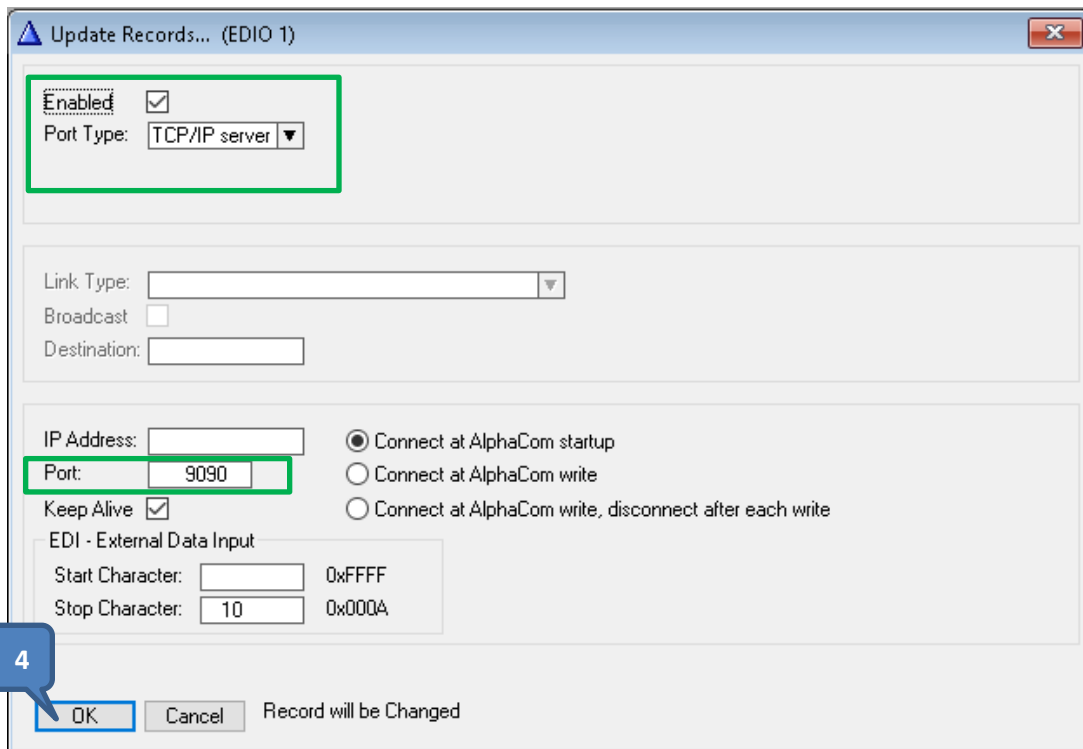 Update Records... (EDIO 1)
Enabled
Port Type: TCP/IP server
Link Type:
Broadcast
Destination:
IP Address: Connect at AlphaCom startup
Port: 9090 Connect at AlphaCom write
Keep Alive Connect at AlphaCom write, disconnect after each write
EDI - External Data Input
Start Character: 0xFFFF
Stop Character: 10 0x000A
4
OK Cancel Record will be Changed